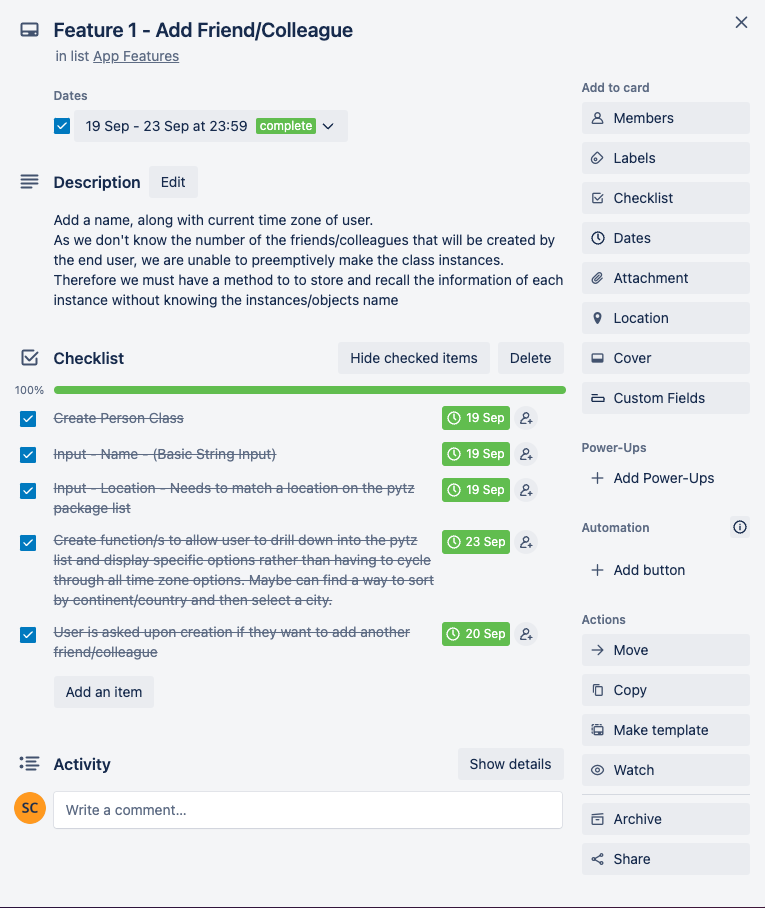 Feature 1 - Add Friend/Colleague
in list App Features
Dates
19 Sep - 23 Sep at 23:59 complete
Description Edit
Add a name, along with current time zone of user.
As we don't know the number of the friends/colleagues that will be created by
the end user, we are unable to preemptively make the class instances.
Therefore we must have a method to to store and recall the information of each
instance without knowing the instances/objects name
Checklist Hide checked items Delete
100%
Create Person Class 19 Sep
Input - Name - (Basic String Input) 19 Sep
Input - Location - Needs to match a location on the pytz 19 Sep
package list
Create function/s to allow user to drill down into the pytz 23 Sep
list and display specific options rather than having to cycle
through all time zone options. Maybe can find a way to sort
by continent/country and then select a city.
User is asked upon creation if they want to add another 20 Sep
friend/colleague
Add an item
Activity Show details
SC Write a comment...
Add to card
Members
Labels
Checklist
Dates
Attachment
Location
Cover
Custom Fields
Power-Ups
Add Power-Ups
Automation
Add button
Actions
Move
Copy
Make template
Watch
Archive
Share